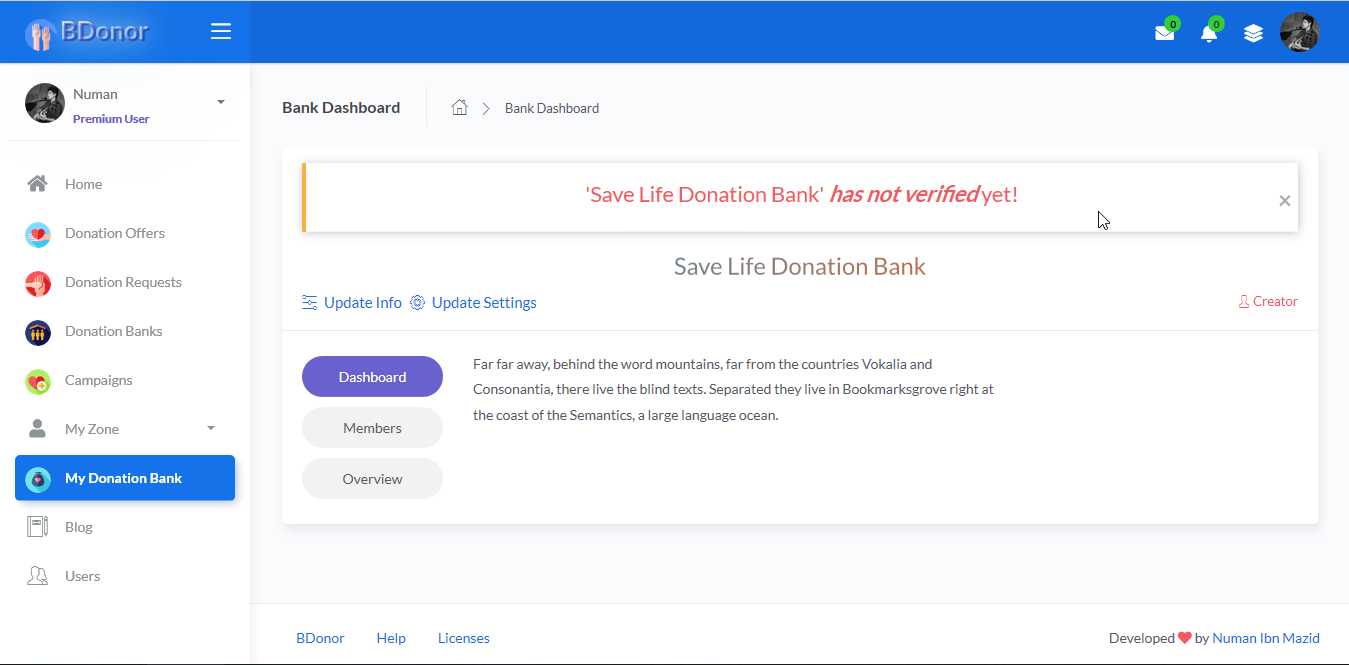 BDonor
0
0
Numan
Premium User
Home
Donation Offers
Donation Requests
Donation Banks
Campaigns
My Zone
My Donation Bank
Blog
Users
Bank Dashboard
Bank Dashboard
'Save Life Donation Bank' has not verified yet!
×
Save Life Donation Bank
Update Info Update Settings
Creator
Dashboard
Members
Overview
Far far away, behind the word mountains, far from the countries Vokalia and
Consonantia, there live the blind texts. Separated they live in Bookmarksgrove right at
the coast of the Semantics, a large language ocean.
BDonor Help Licenses
Developed ❤ by Numan Ibn Mazid